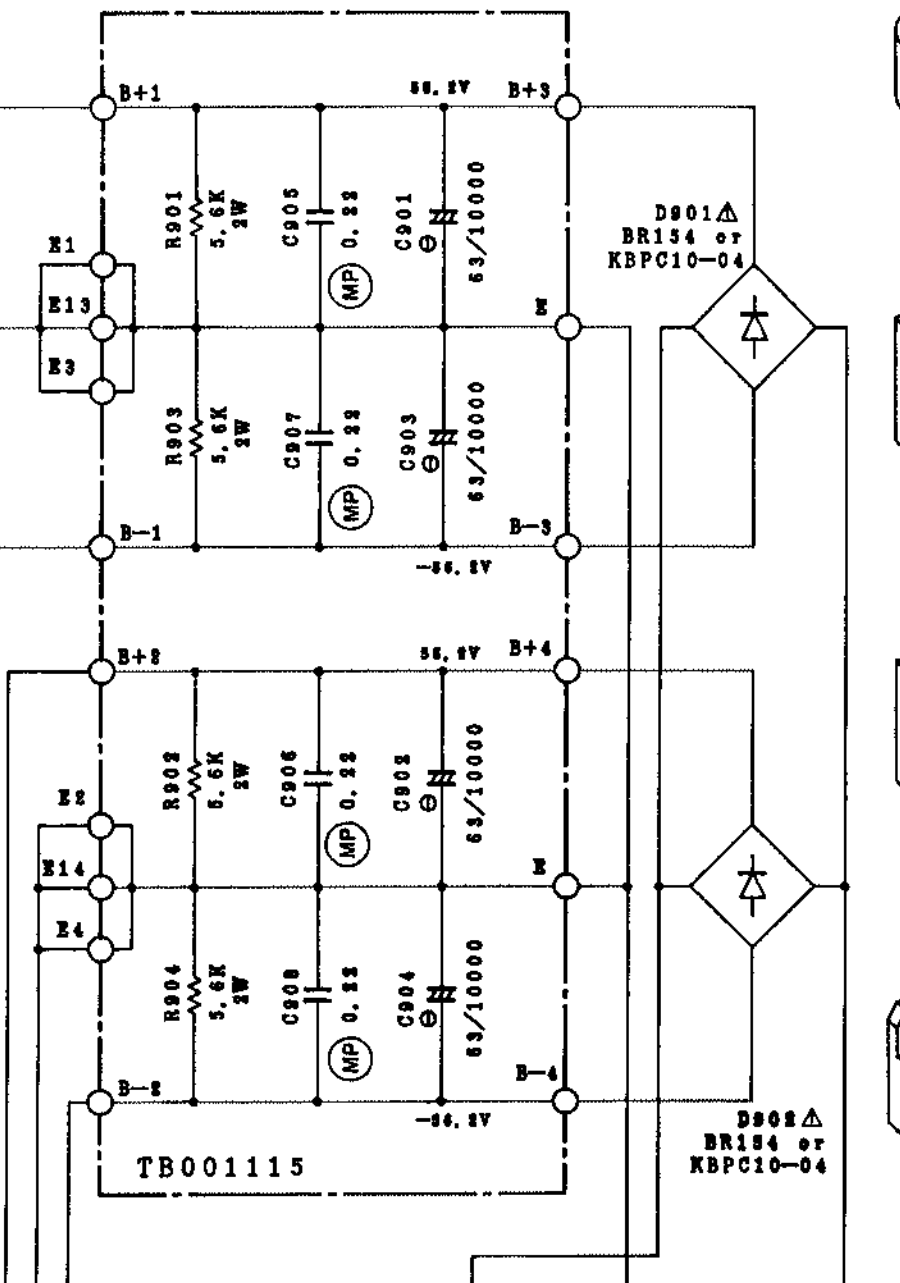 B+1
56.2V
B+3
R901
5.6K
2W
C905
0.22
MP
C901
63/10000
D901
BR154 or
KBPC10-04
E1
E13
E
E3
R903
5.6K
2W
C907
0.22
MP
C903
63/10000
B-1
B-3
-56.2V
B+2
56.2V
B+4
R902
5.6K
2W
C906
0.22
MP
C902
63/10000
E2
E14
E
E4
R904
5.6K
2W
C908
0.22
MP
C904
63/10000
B-2
B-4
-56.2V
D902
BR154 or
KBPC10-04
TB001115